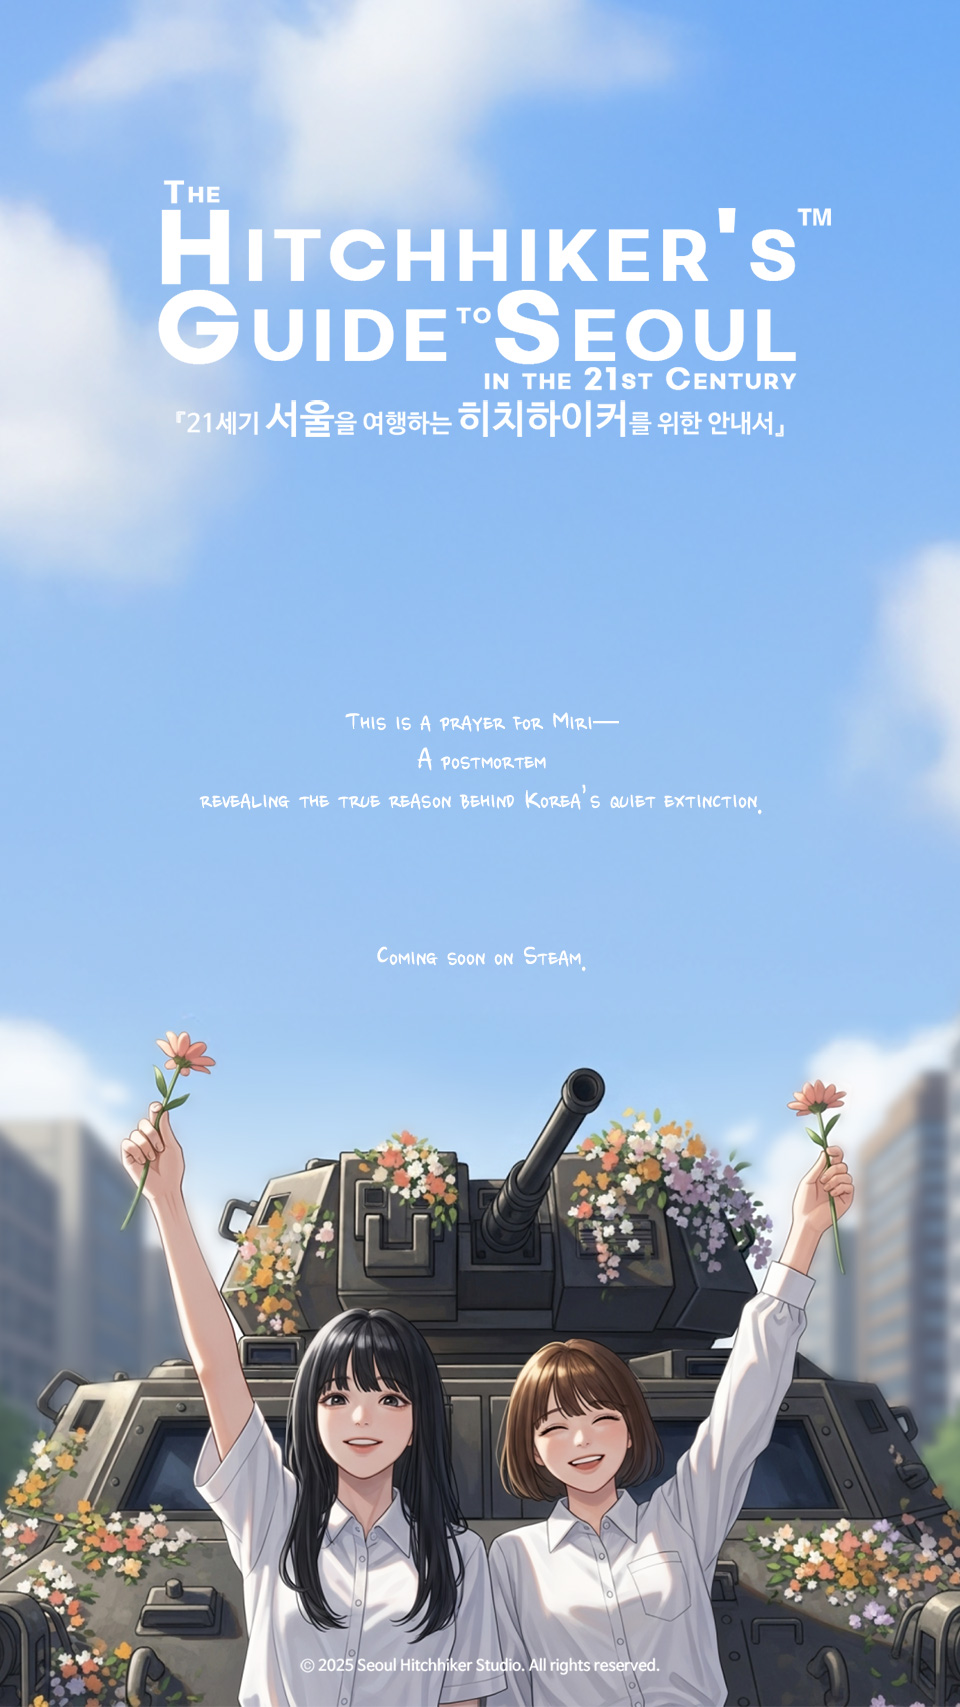 The
Hitchhiker's™
Guide to Seoul
in the 21st Century
『21세기 서울을 여행하는 히치하이커를 위한 안내서』
This is a prayer for Miri—
A postmortem
revealing the true reason behind Korea's quiet extinction.
Coming soon on Steam.
© 2025 Seoul Hitchhiker Studio. All rights reserved.